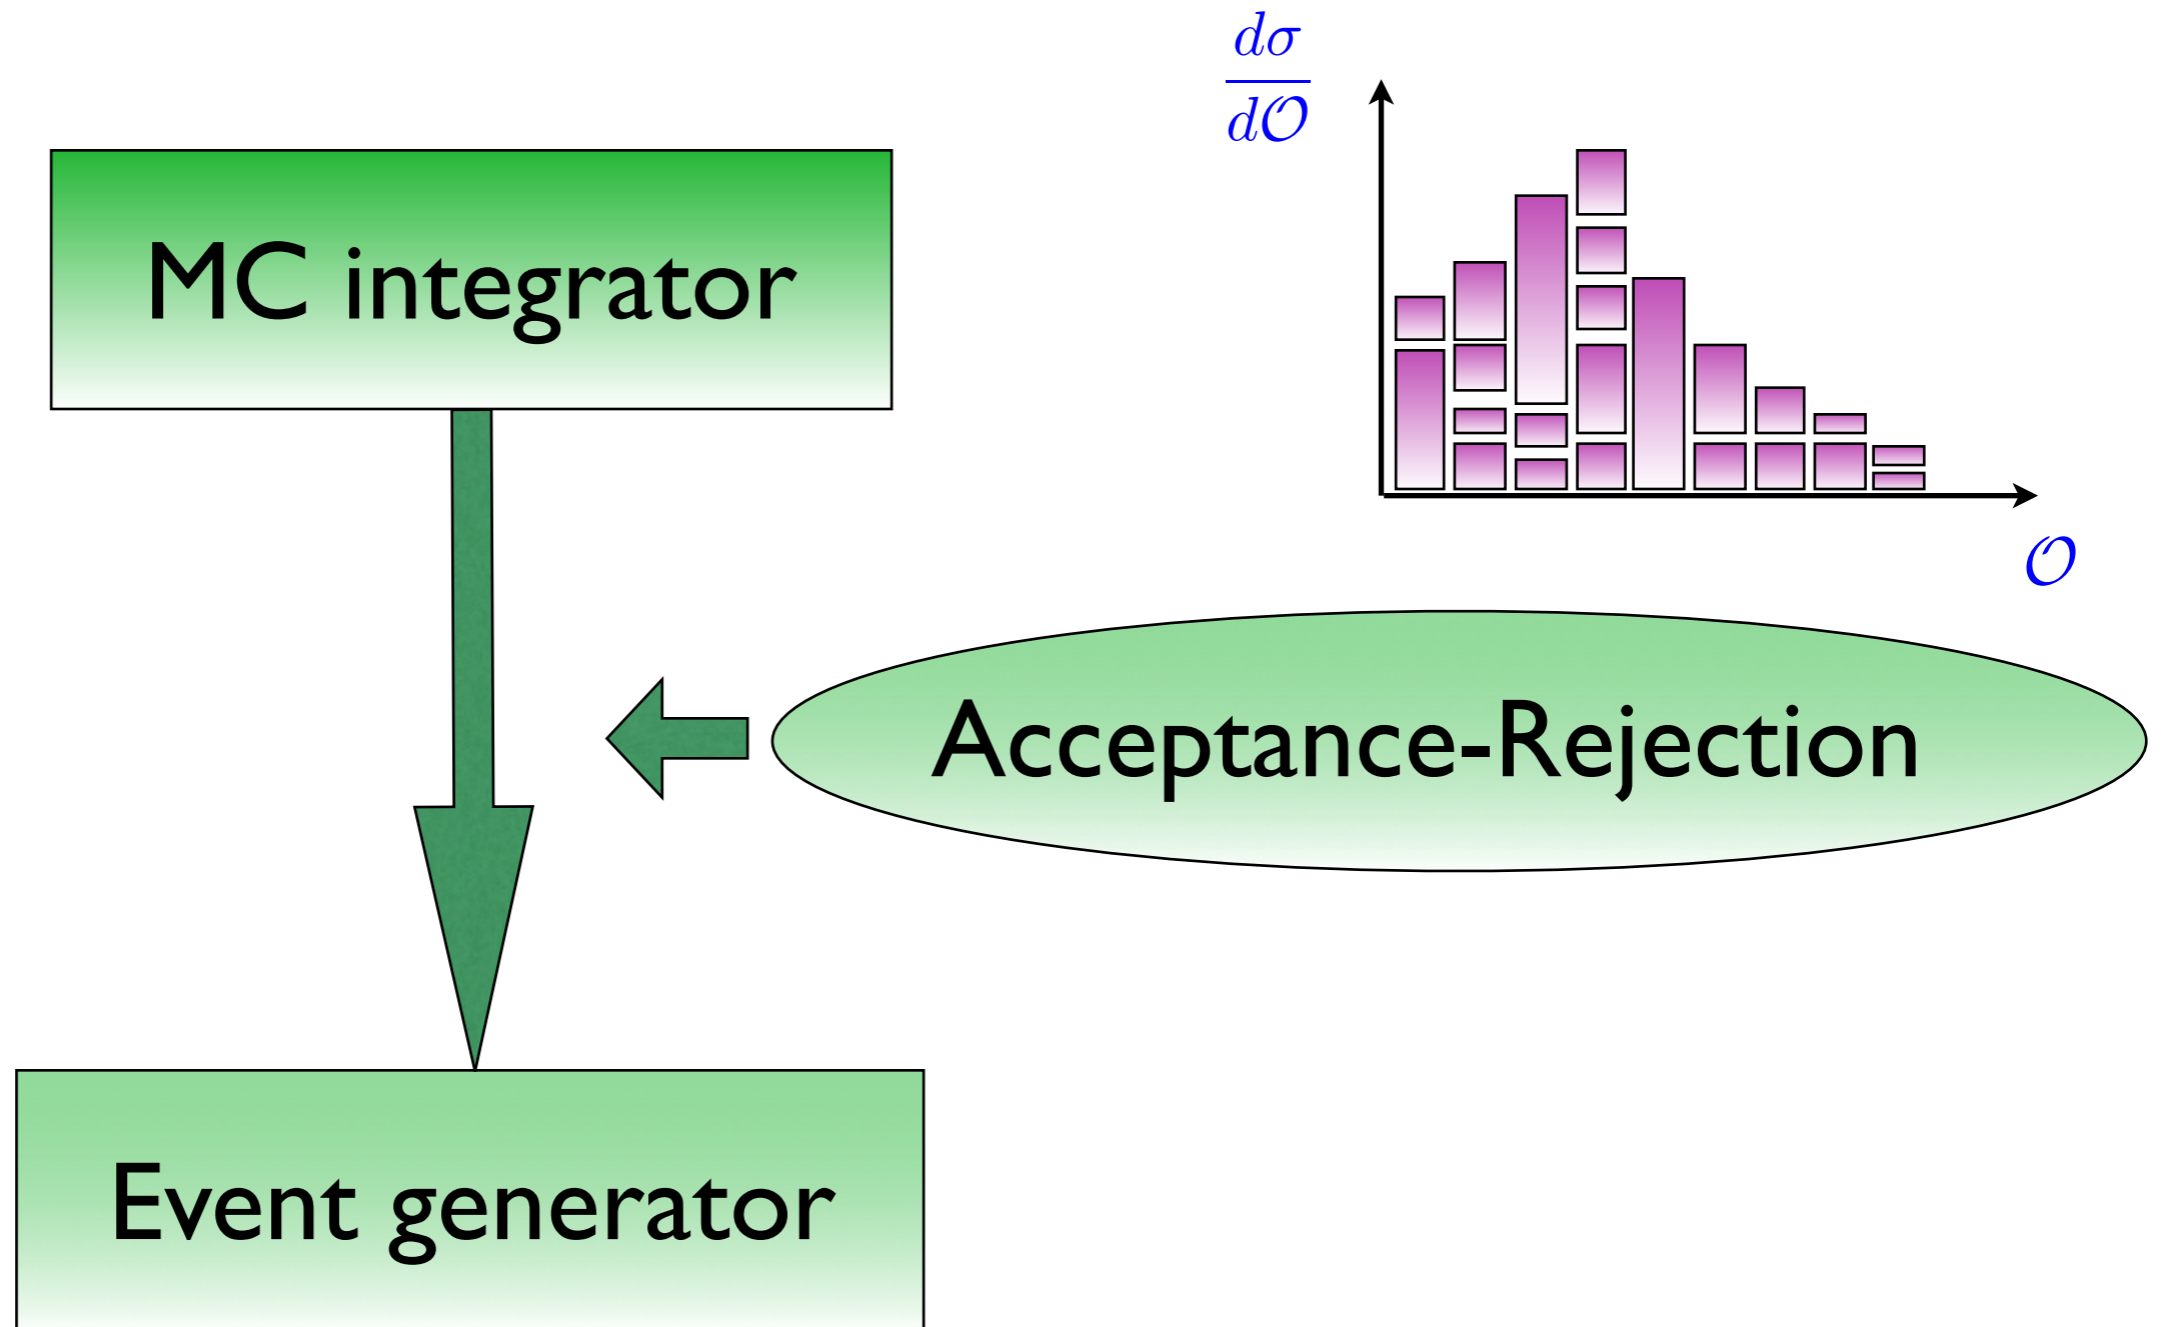 dσ
d𝒪
MC integrator
𝒪
Acceptance-Rejection
Event generator